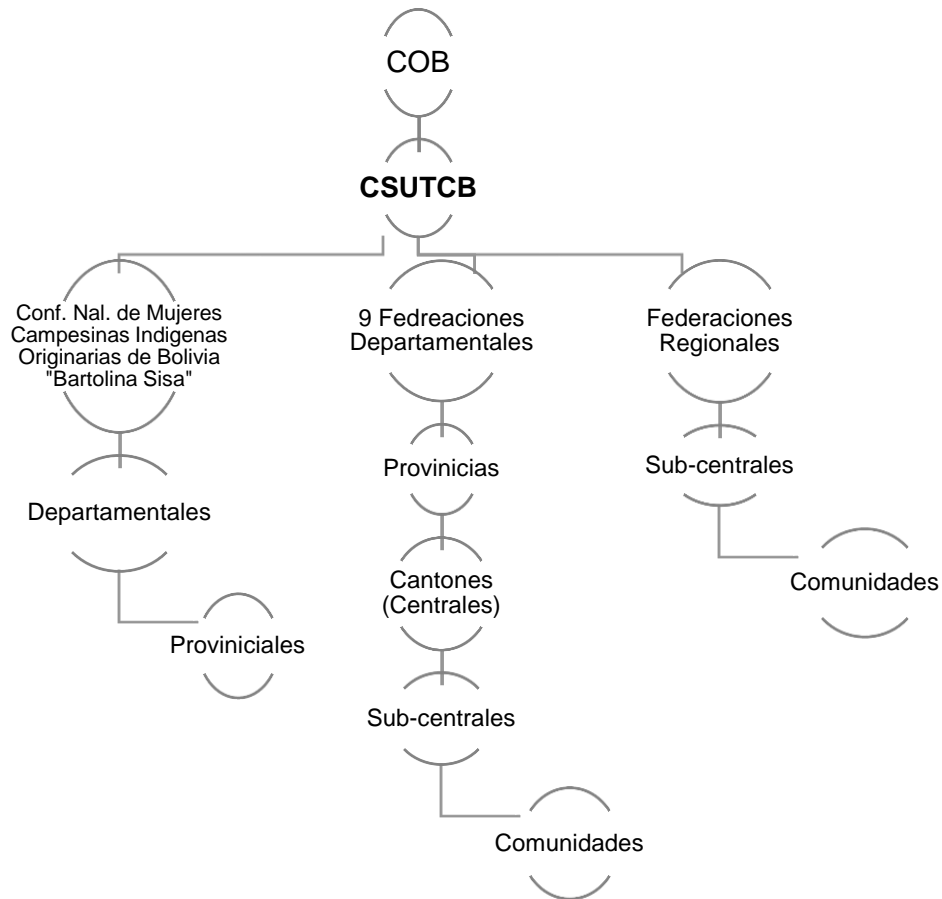 COB
CSUTCB
Conf. Nal. de Mujeres
Campesinas Indigenas
Originarias de Bolivia
"Bartolina Sisa"
Departamentales
Proviniciales
9 Fedreaciones
Departamentales
Provinicias
Cantones
(Centrales)
Sub-centrales
Comunidades
Federaciones
Regionales
Sub-centrales
Comunidades